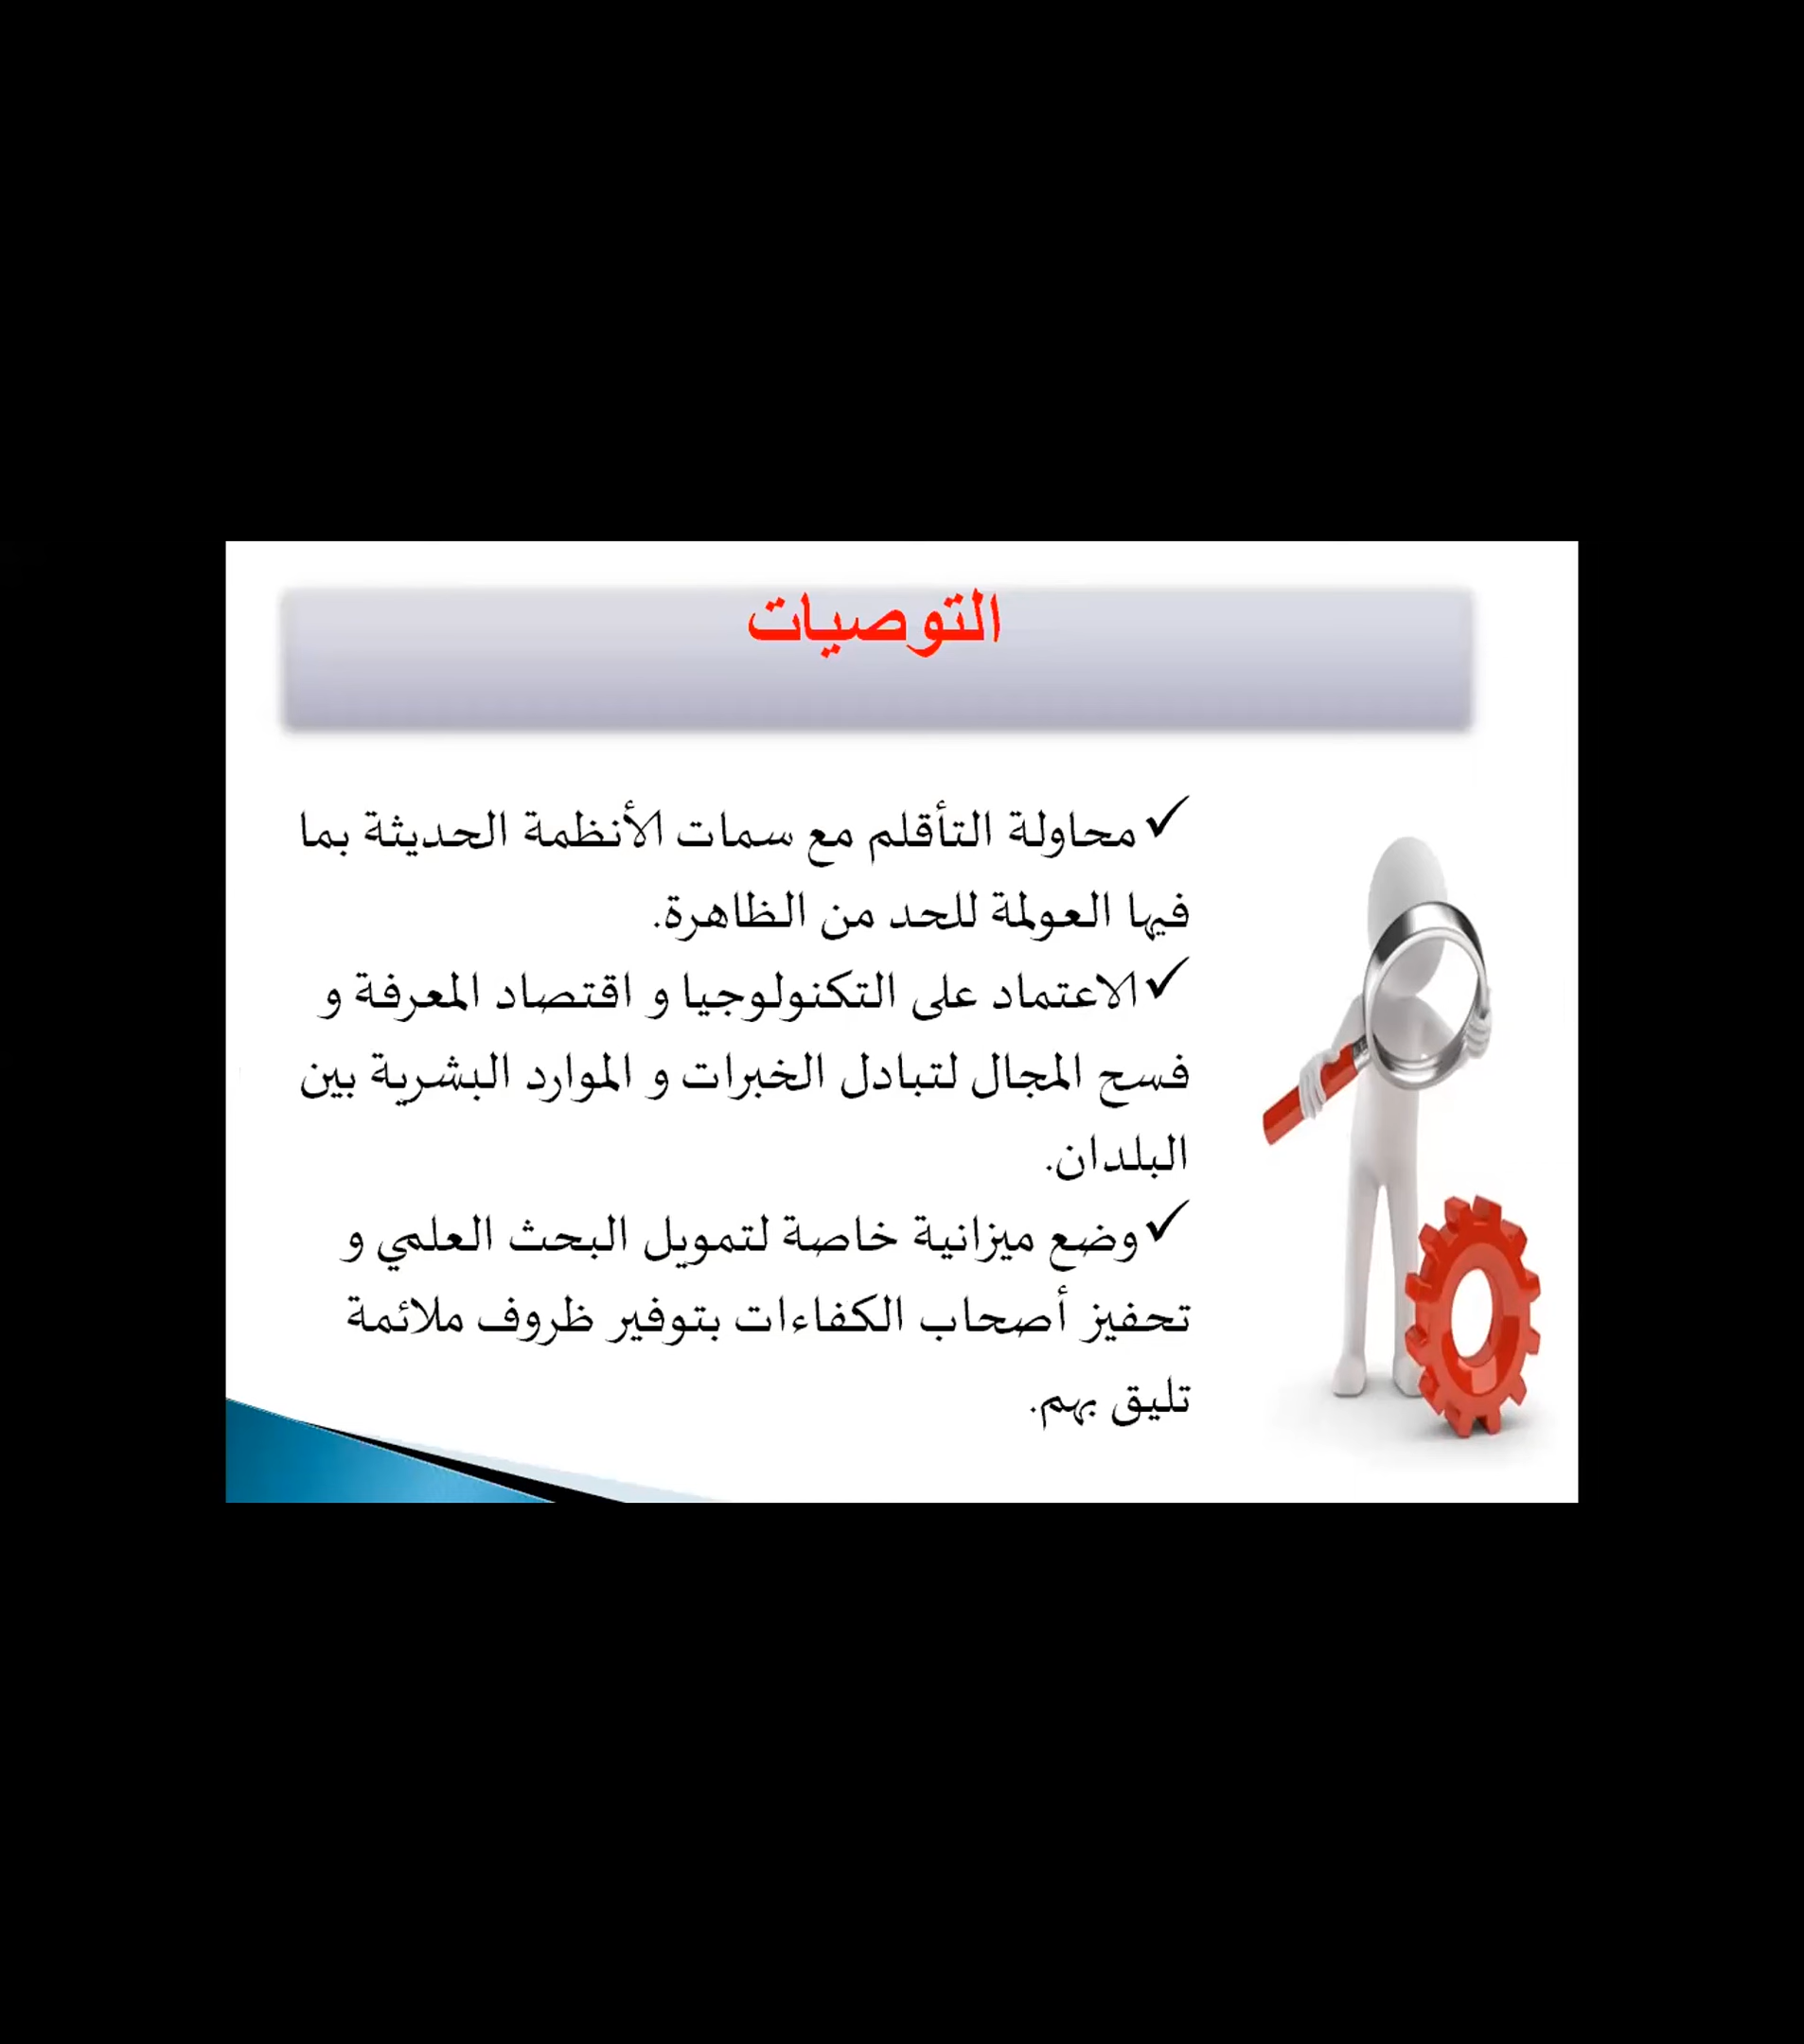 التوصيات
✓محاولة التأقلم مع سمات الأنظمة الحديثة بما
فيها العولمة للحد من الظاهرة.
✓الاعتماد على التكنولوجيا و اقتصاد المعرفة و
فسح المجال لتبادل الخبرات و الموارد البشرية بين
البلدان.
✓وضع ميزانية خاصة لتمويل البحث العلمي و
تحفيز أصحاب الكفاءات بتوفير ظروف ملائمة
تليق بهم.